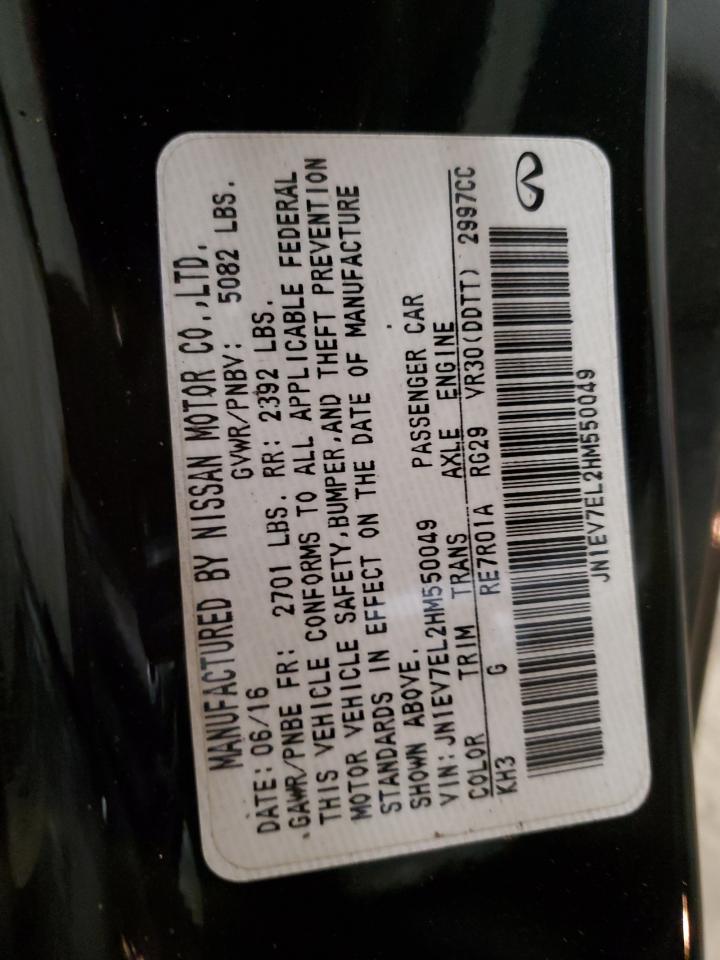 MANUFACTURED BY NISSAN MOTOR CO.,LTD.
DATE: 06/16 GVWR/PNBV: 5082 LBS.
GAWR/PNBE FR: 2701 LBS. RR: 2392 LBS.
THIS VEHICLE CONFORMS TO ALL APPLICABLE FEDERAL
MOTOR VEHICLE SAFETY,BUMPER,AND THEFT PREVENTION
STANDARDS IN EFFECT ON THE DATE OF MANUFACTURE
SHOWN ABOVE.
VIN:JN1EV7EL2HM550049 PASSENGER CAR
COLOR TRIM TRANS AXLE ENGINE
KH3 G RE7R01A RG29 VR30(DDTT) 2997CC
JN1EV7EL2HM550049